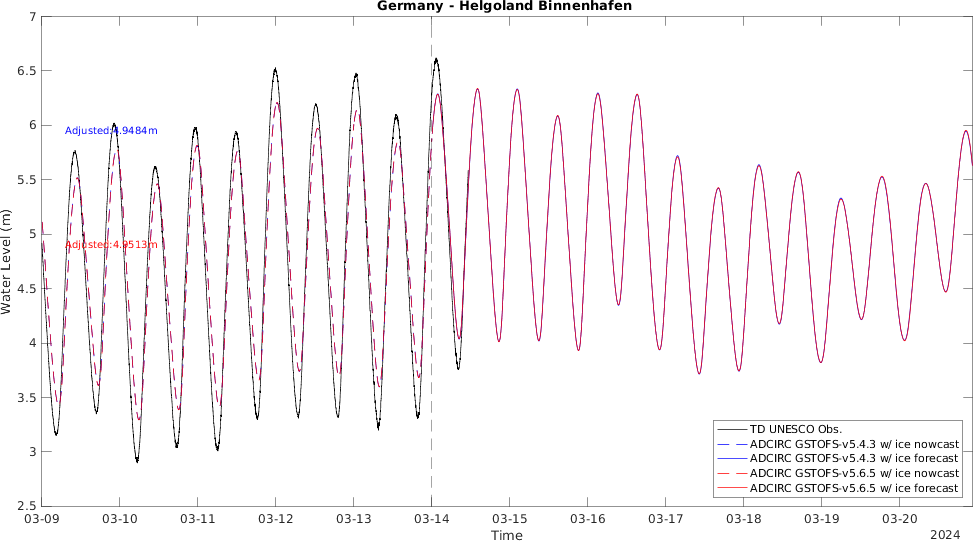 Germany - Helgoland Binnenhafen
7
6.5
6
5.5
5
4.5
4
3.5
3
2.5
Water Level (m)
Adjusted:4.9484m
Adjusted:4.9513m
TD UNESCO Obs.
ADCIRC GSTOFS-v5.4.3 w/ ice nowcast
ADCIRC GSTOFS-v5.4.3 w/ ice forecast
ADCIRC GSTOFS-v5.6.5 w/ ice nowcast
ADCIRC GSTOFS-v5.6.5 w/ ice forecast
03-09 03-10 03-11 03-12 03-13 03-14 03-15 03-16 03-17 03-18 03-19 03-20
Time
2024